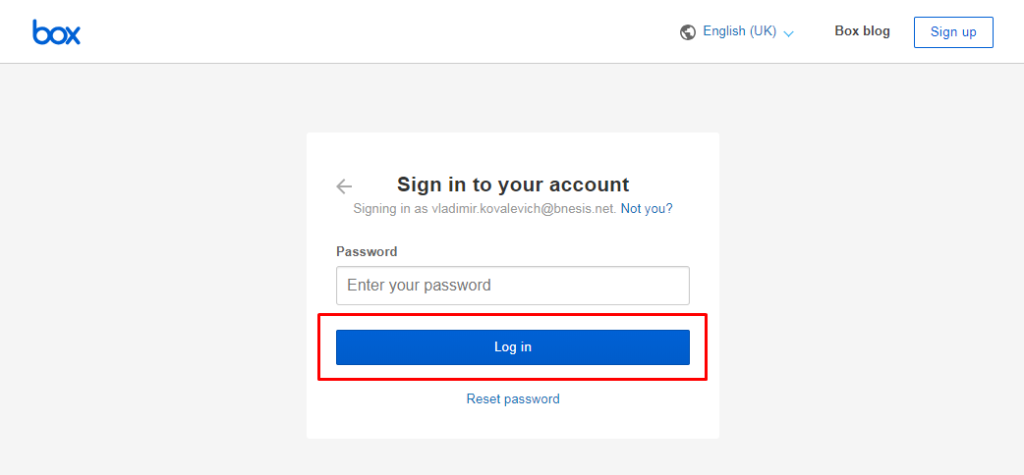 box
English (UK)
Box blog
Sign up
Sign in to your account
Signing in as vladimir.kovalevich@bnesis.net. Not you?
Password
Enter your password
Log in
Reset password